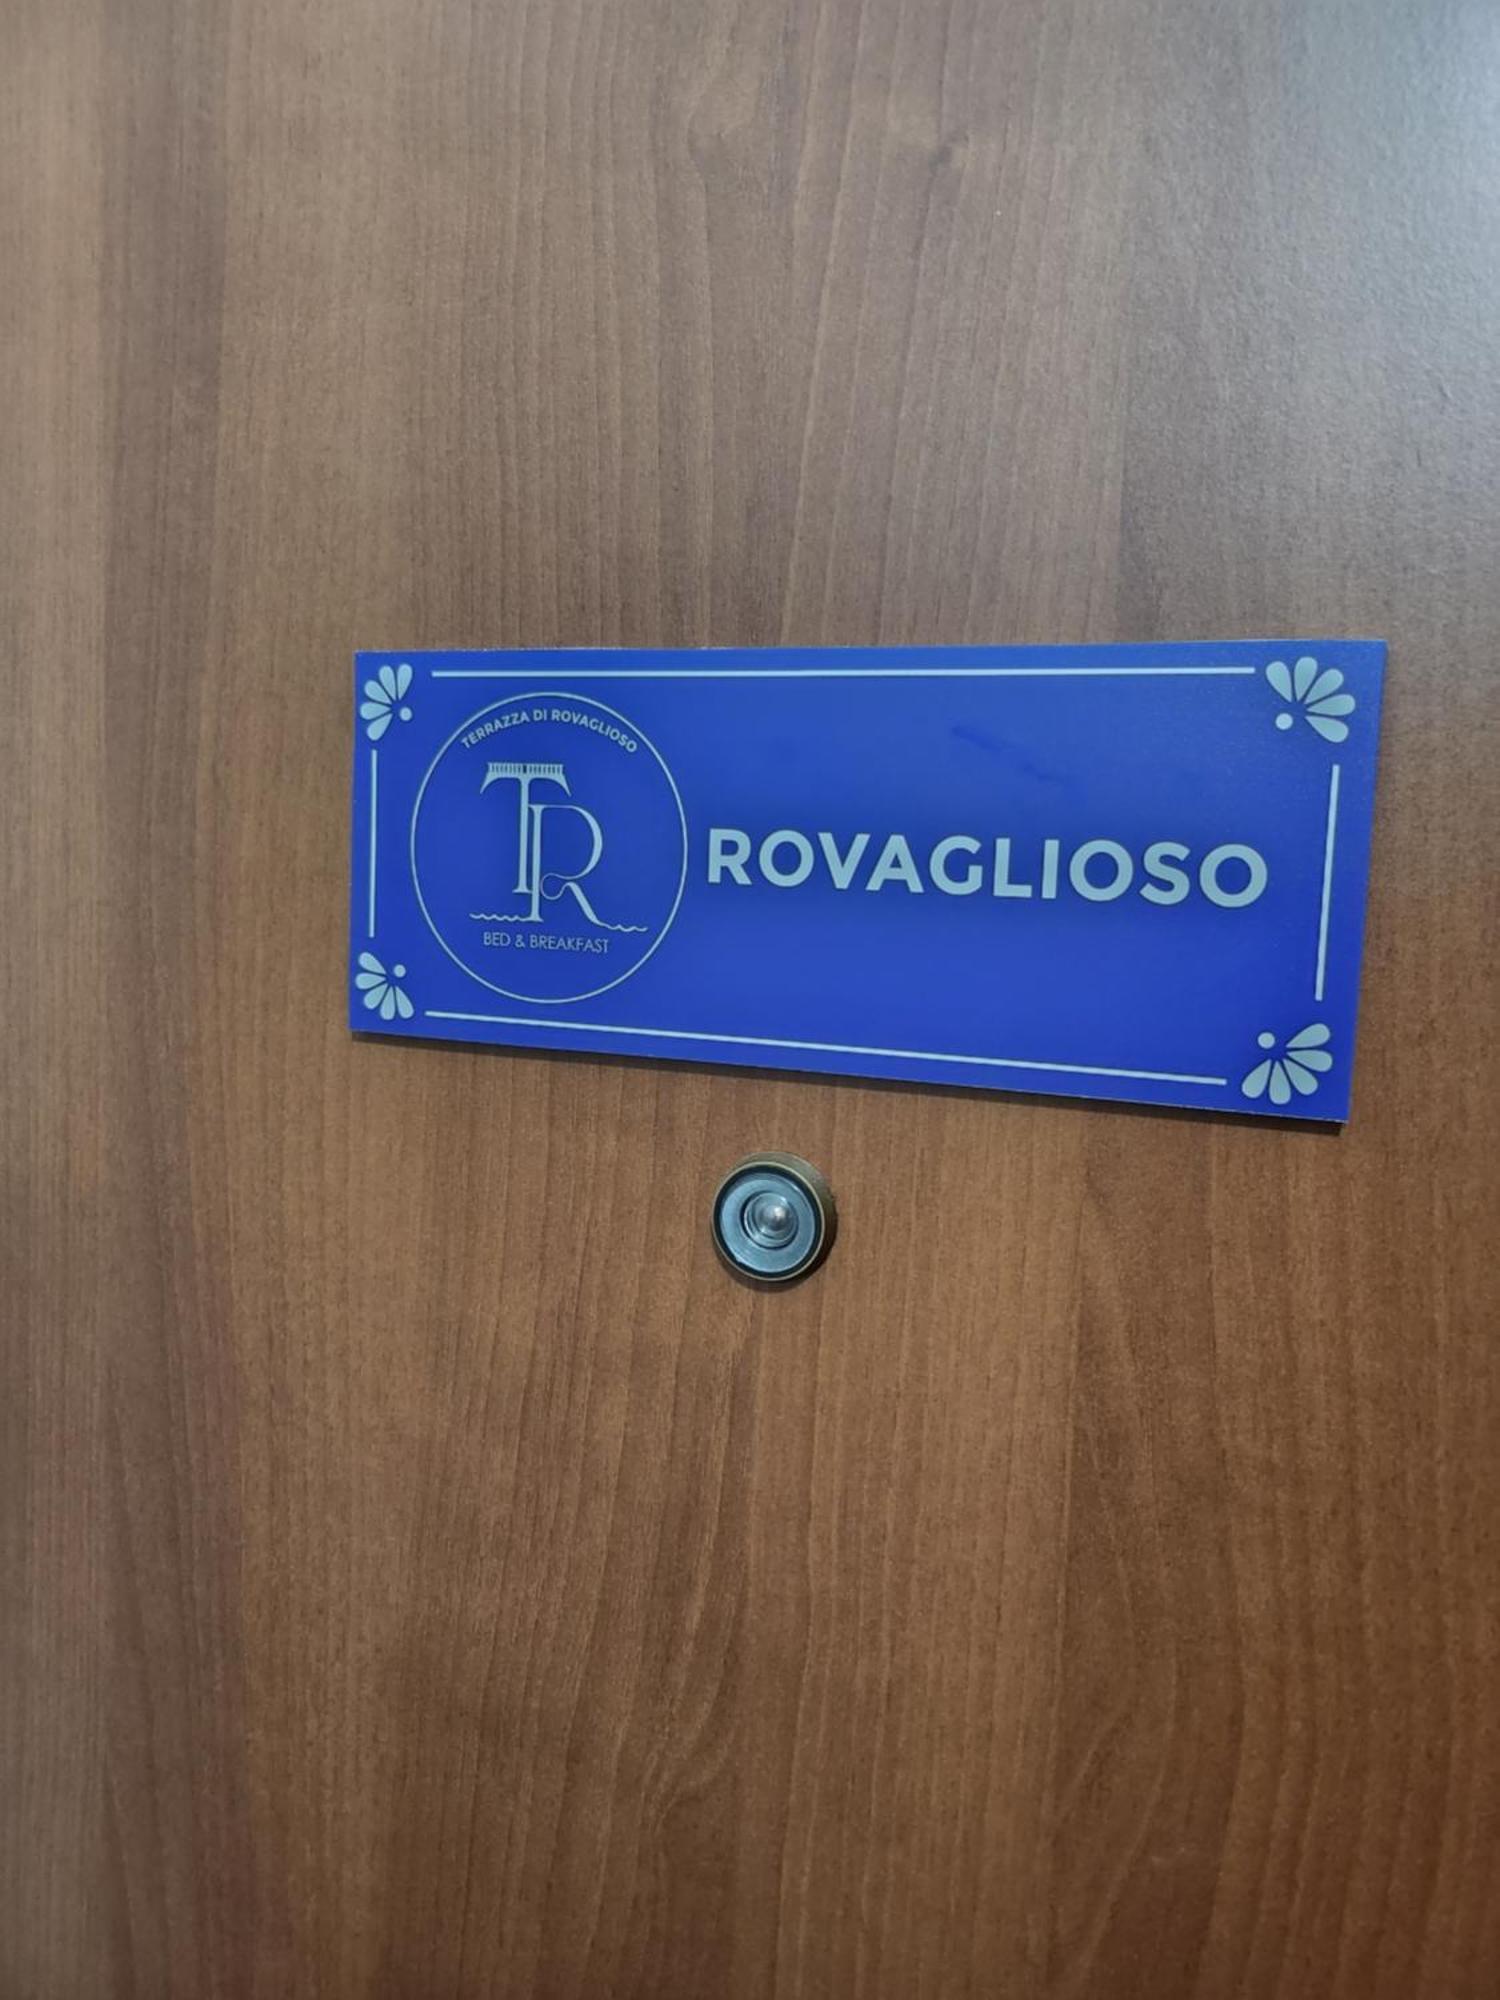 TERRAZZA DI ROVAGLIOSO
TR
BED & BREAKFAST
ROVAGLIOSO